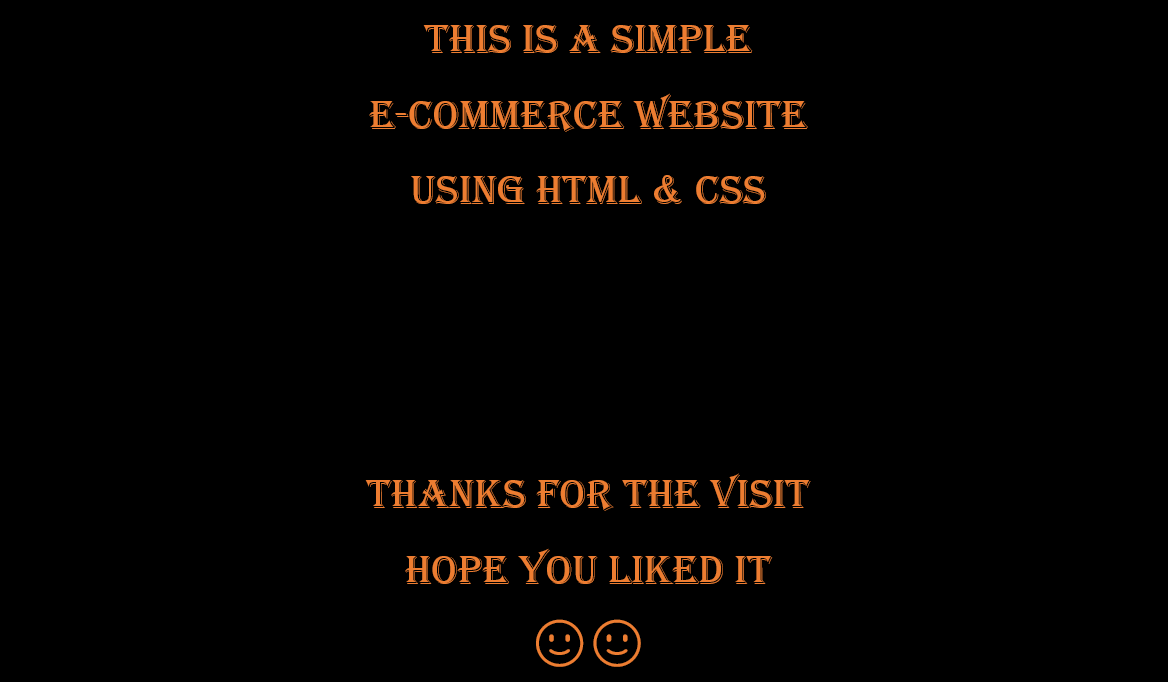 THIS IS A SIMPLE
E-COMMERCE WEBSITE
USING HTML & CSS
THANKS FOR THE VISIT
HOPE YOU LIKED IT
☺☺